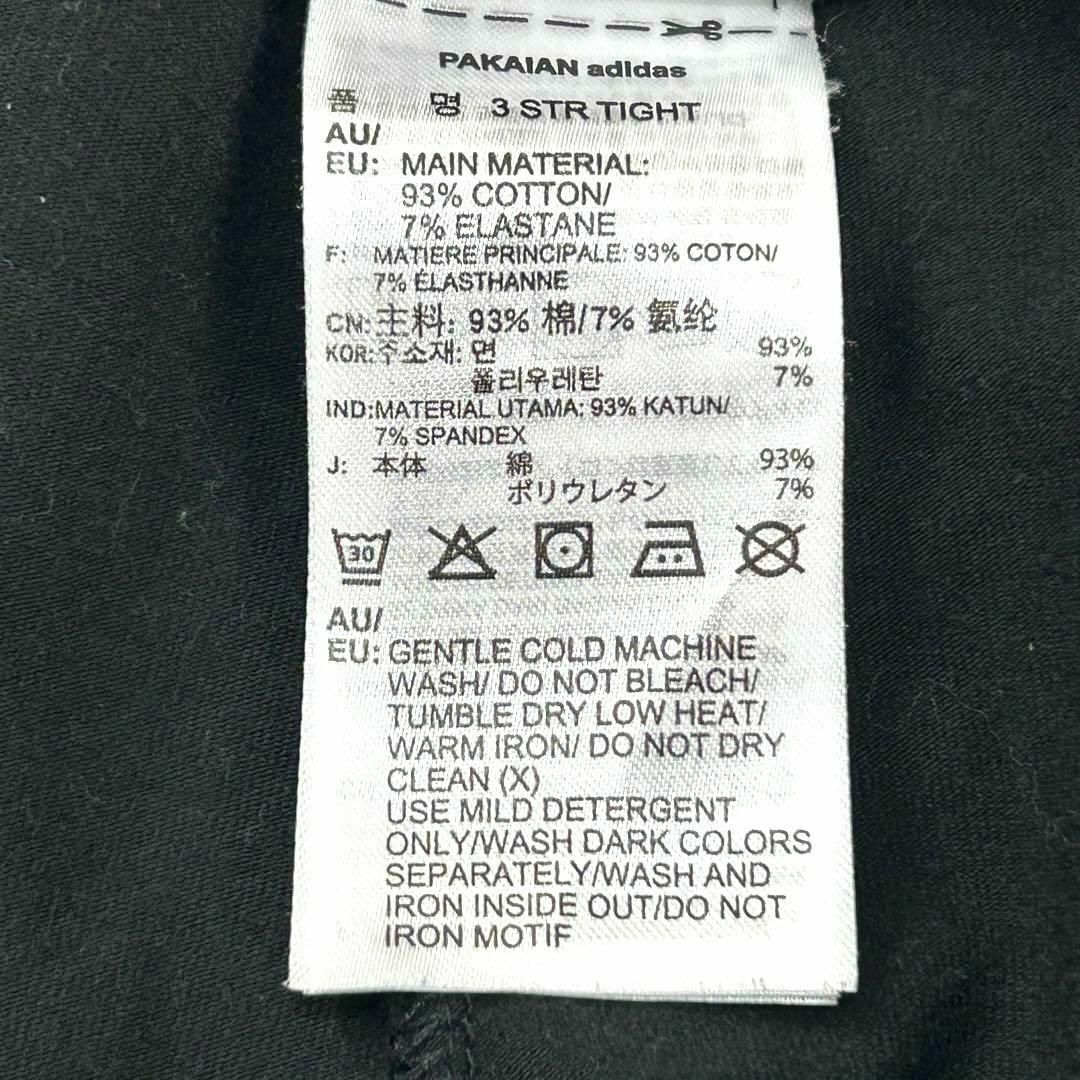 PAKAIAN adidas
품 명 3 STR TIGHT
AU/
EU: MAIN MATERIAL:
93% COTTON/
7% ELASTANE
F: MATIERE PRINCIPALE: 93% COTON/
7% ÉLASTHANNE
CN:主料: 93% 棉/7% 氨纶
KOR:주소재: 면 93%
폴리우레탄 7%
IND:MATERIAL UTAMA: 93% KATUN/
7% SPANDEX
J: 本体 綿 93%
ポリウレタン 7%
30
AU/
EU: GENTLE COLD MACHINE
WASH/ DO NOT BLEACH/
TUMBLE DRY LOW HEAT/
WARM IRON/ DO NOT DRY
CLEAN (X)
USE MILD DETERGENT
ONLY/WASH DARK COLORS
SEPARATELY/WASH AND
IRON INSIDE OUT/DO NOT
IRON MOTIF